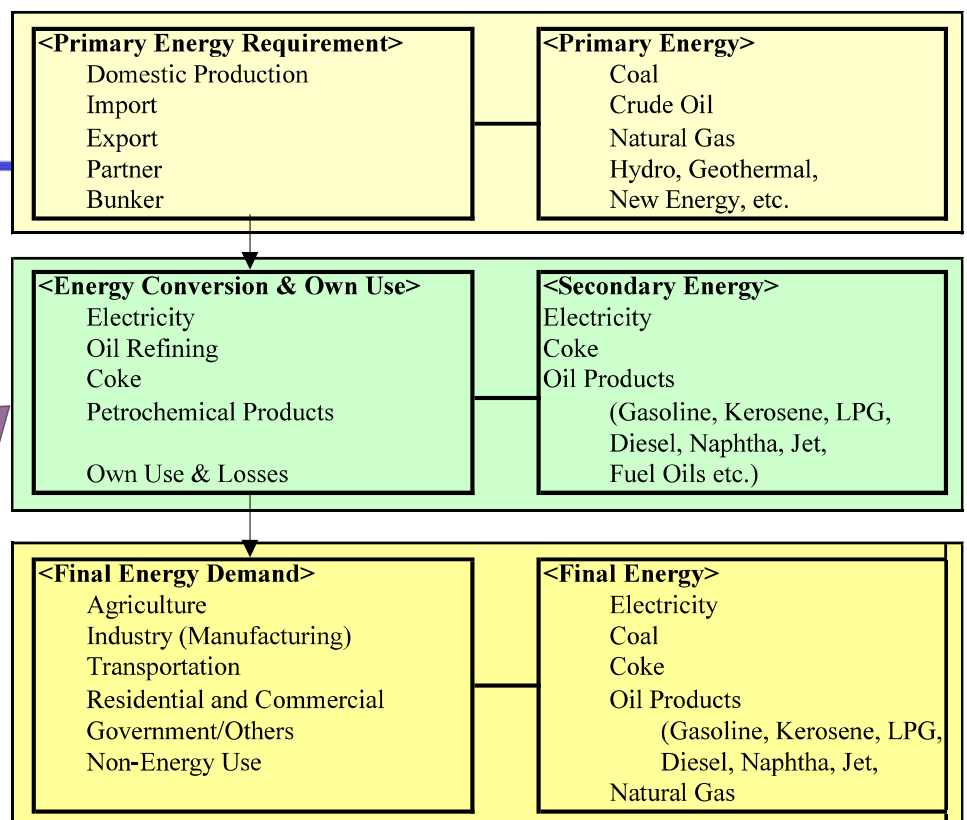 <Primary Energy Requirement>
Domestic Production
Import
Export
Partner
Bunker
<Primary Energy>
Coal
Crude Oil
Natural Gas
Hydro, Geothermal,
New Energy, etc.
<Energy Conversion & Own Use>
Electricity
Oil Refining
Coke
Petrochemical Products
Own Use & Losses
<Secondary Energy>
Electricity
Coke
Oil Products
(Gasoline, Kerosene, LPG,
Diesel, Naphtha, Jet,
Fuel Oils etc.)
<Final Energy Demand>
Agriculture
Industry (Manufacturing)
Transportation
Residential and Commercial
Government/Others
Non-Energy Use
<Final Energy>
Electricity
Coal
Coke
Oil Products
(Gasoline, Kerosene, LPG,
Diesel, Naphtha, Jet,
Natural Gas